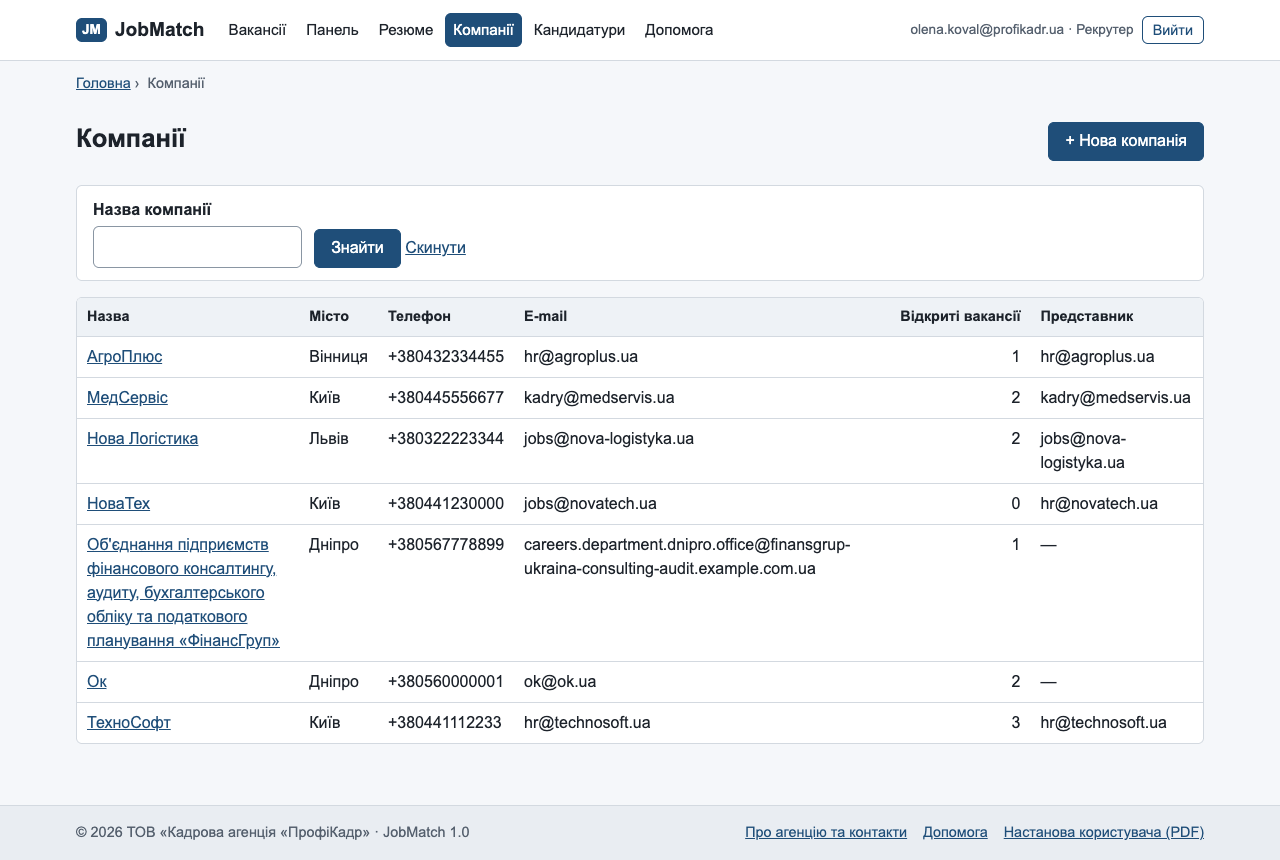 JM JobMatch Вакансії Панель Резюме Компанії Кандидатури Допомога olena.koval@profikadr.ua · Рекрутер Вийти
Головна › Компанії
Компанії + Нова компанія
Назва компанії
Знайти Скинути
Назва Місто Телефон E-mail Відкриті вакансії Представник
АгроПлюс Вінниця +380432334455 hr@agroplus.ua 1 hr@agroplus.ua
МедСервіс Київ +380445556677 kadry@medservis.ua 2 kadry@medservis.ua
Нова Логістика Львів +380322223344 jobs@nova-logistyka.ua 2 jobs@nova-
logistyka.ua
НоваТех Київ +380441230000 jobs@novatech.ua 0 hr@novatech.ua
Об'єднання підприємств Дніпро +380567778899 careers.department.dnipro.office@finansgrup- 1 —
фінансового консалтингу, ukraina-consulting-audit.example.com.ua
аудиту, бухгалтерського
обліку та податкового
планування «ФінансГруп»
Ок Дніпро +380560000001 ok@ok.ua 2 —
ТехноСофт Київ +380441112233 hr@technosoft.ua 3 hr@technosoft.ua
© 2026 ТОВ «Кадрова агенція «ПрофіКадр» · JobMatch 1.0 Про агенцію та контакти Допомога Настанова користувача (PDF)